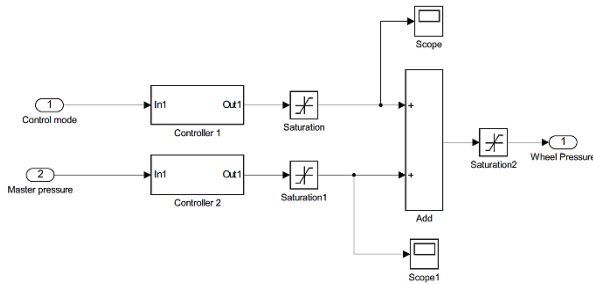 Scope
1
In1
Out1
+
Control mode
Controller 1
Saturation
2
In1
Out1
+
Master pressure
Controller 2
Saturation1
Add
Saturation2
1
Wheel Pressure
Scope1